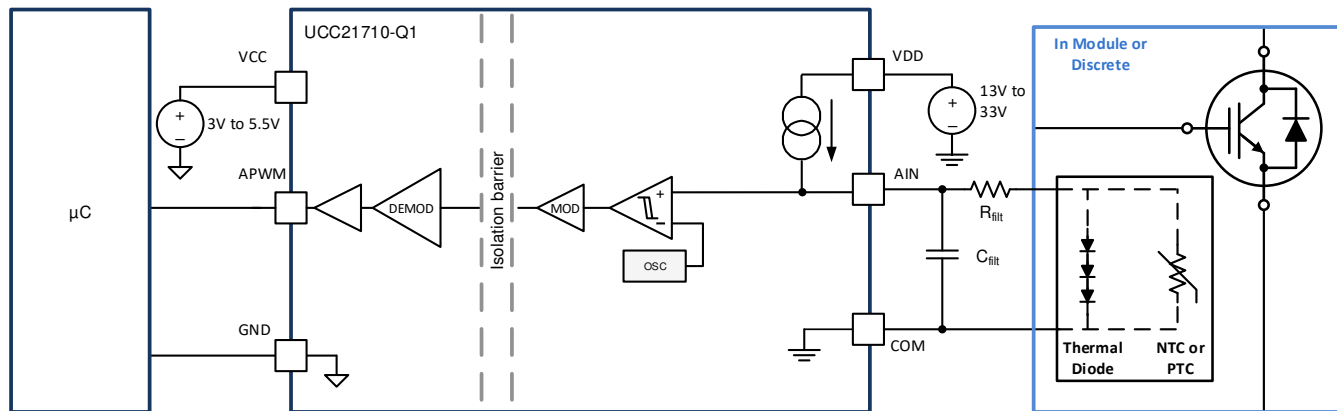 UCC21710-Q1
In Module or
Discrete
VCC
VDD
3V to 5.5V
13V to
33V
+
−
+
−
APWM
AIN
µC
DEMOD
Isolation barrier
MOD
+
−
OSC
Rfilt
Cfilt
GND
COM
Thermal
Diode
NTC or
PTC